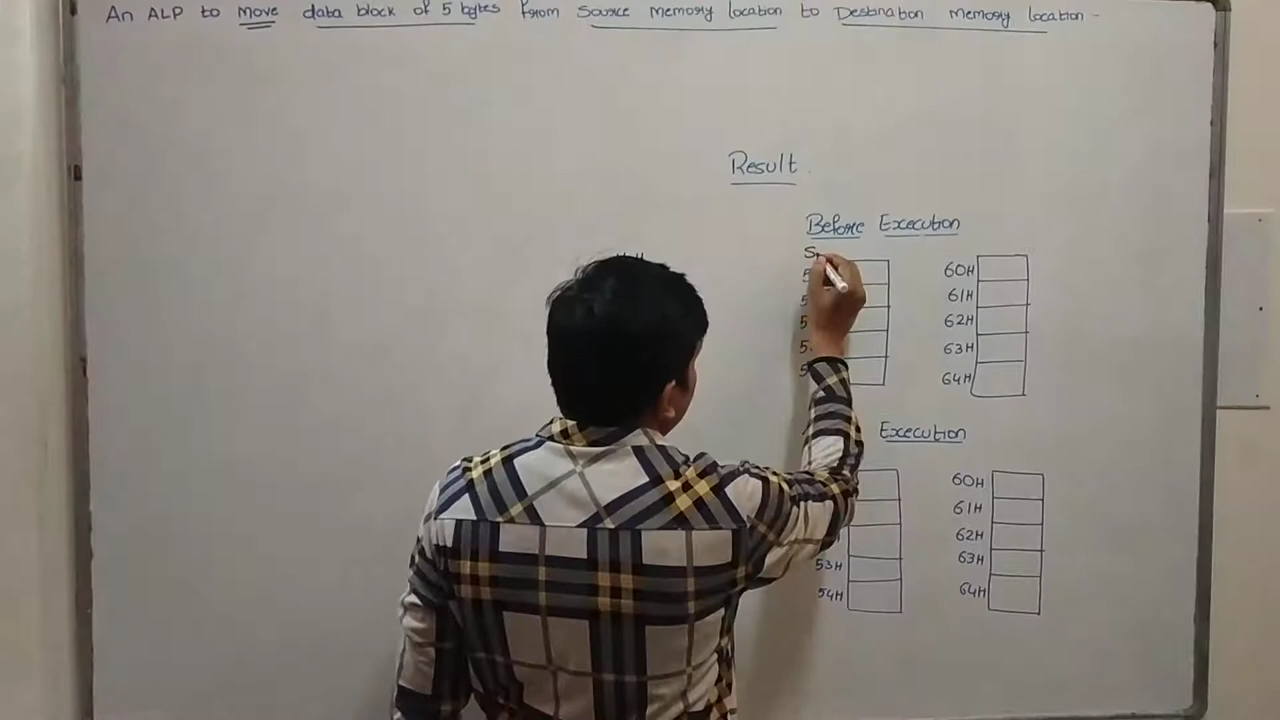 An ALP to move data block of 5 bytes from Source memory location to Destination memory location -
Result
Before Execution
60H
61H
62H
63H
64H
Execution
60H
61H
62H
53H 63H
54H 64H